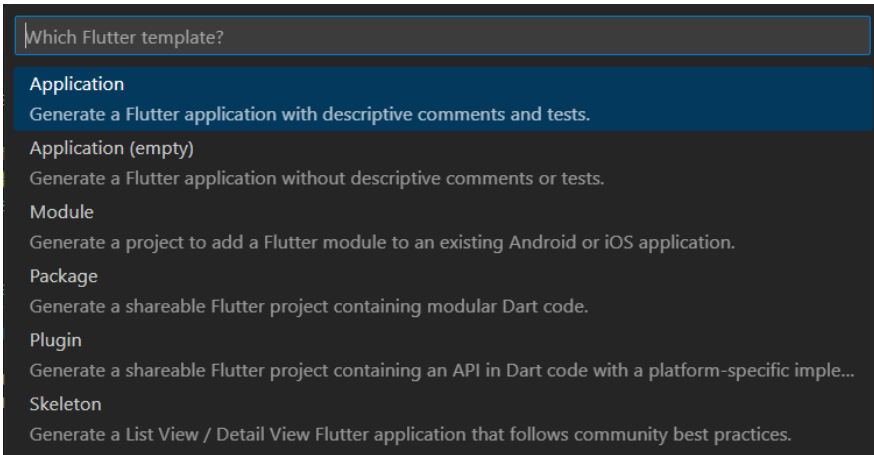 Which Flutter template?
Application
Generate a Flutter application with descriptive comments and tests.
Application (empty)
Generate a Flutter application without descriptive comments or tests.
Module
Generate a project to add a Flutter module to an existing Android or iOS application.
Package
Generate a shareable Flutter project containing modular Dart code.
Plugin
Generate a shareable Flutter project containing an API in Dart code with a platform-specific imple...
Skeleton
Generate a List View / Detail View Flutter application that follows community best practices.